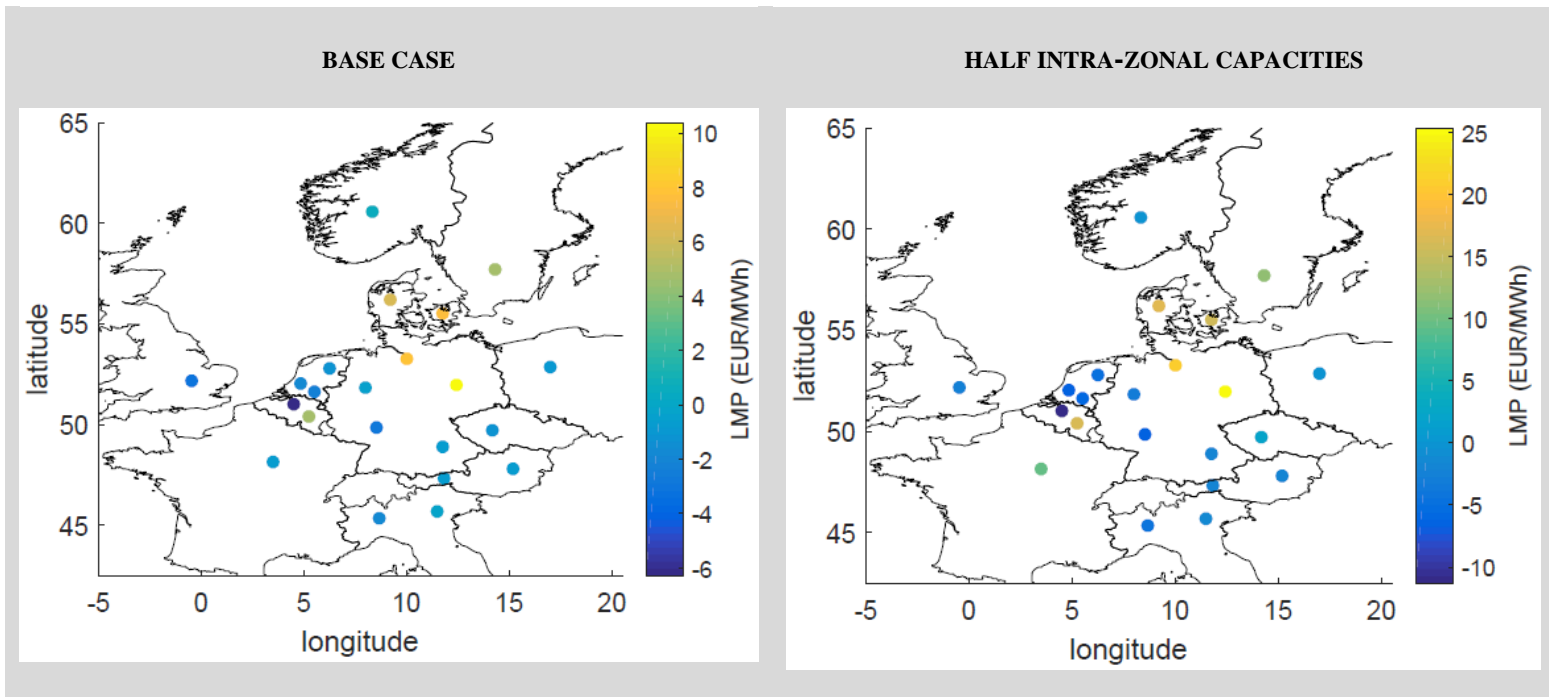 BASE CASE
HALF INTRA-ZONAL CAPACITIES
65
60
55
50
45
-5 0 5 10 15 20
latitude
longitude
10
8
6
4
2
0
-2
-4
-6
LMP (EUR/MWh)
65
60
55
50
45
-5 0 5 10 15 20
latitude
longitude
25
20
15
10
5
0
-5
-10
LMP (EUR/MWh)